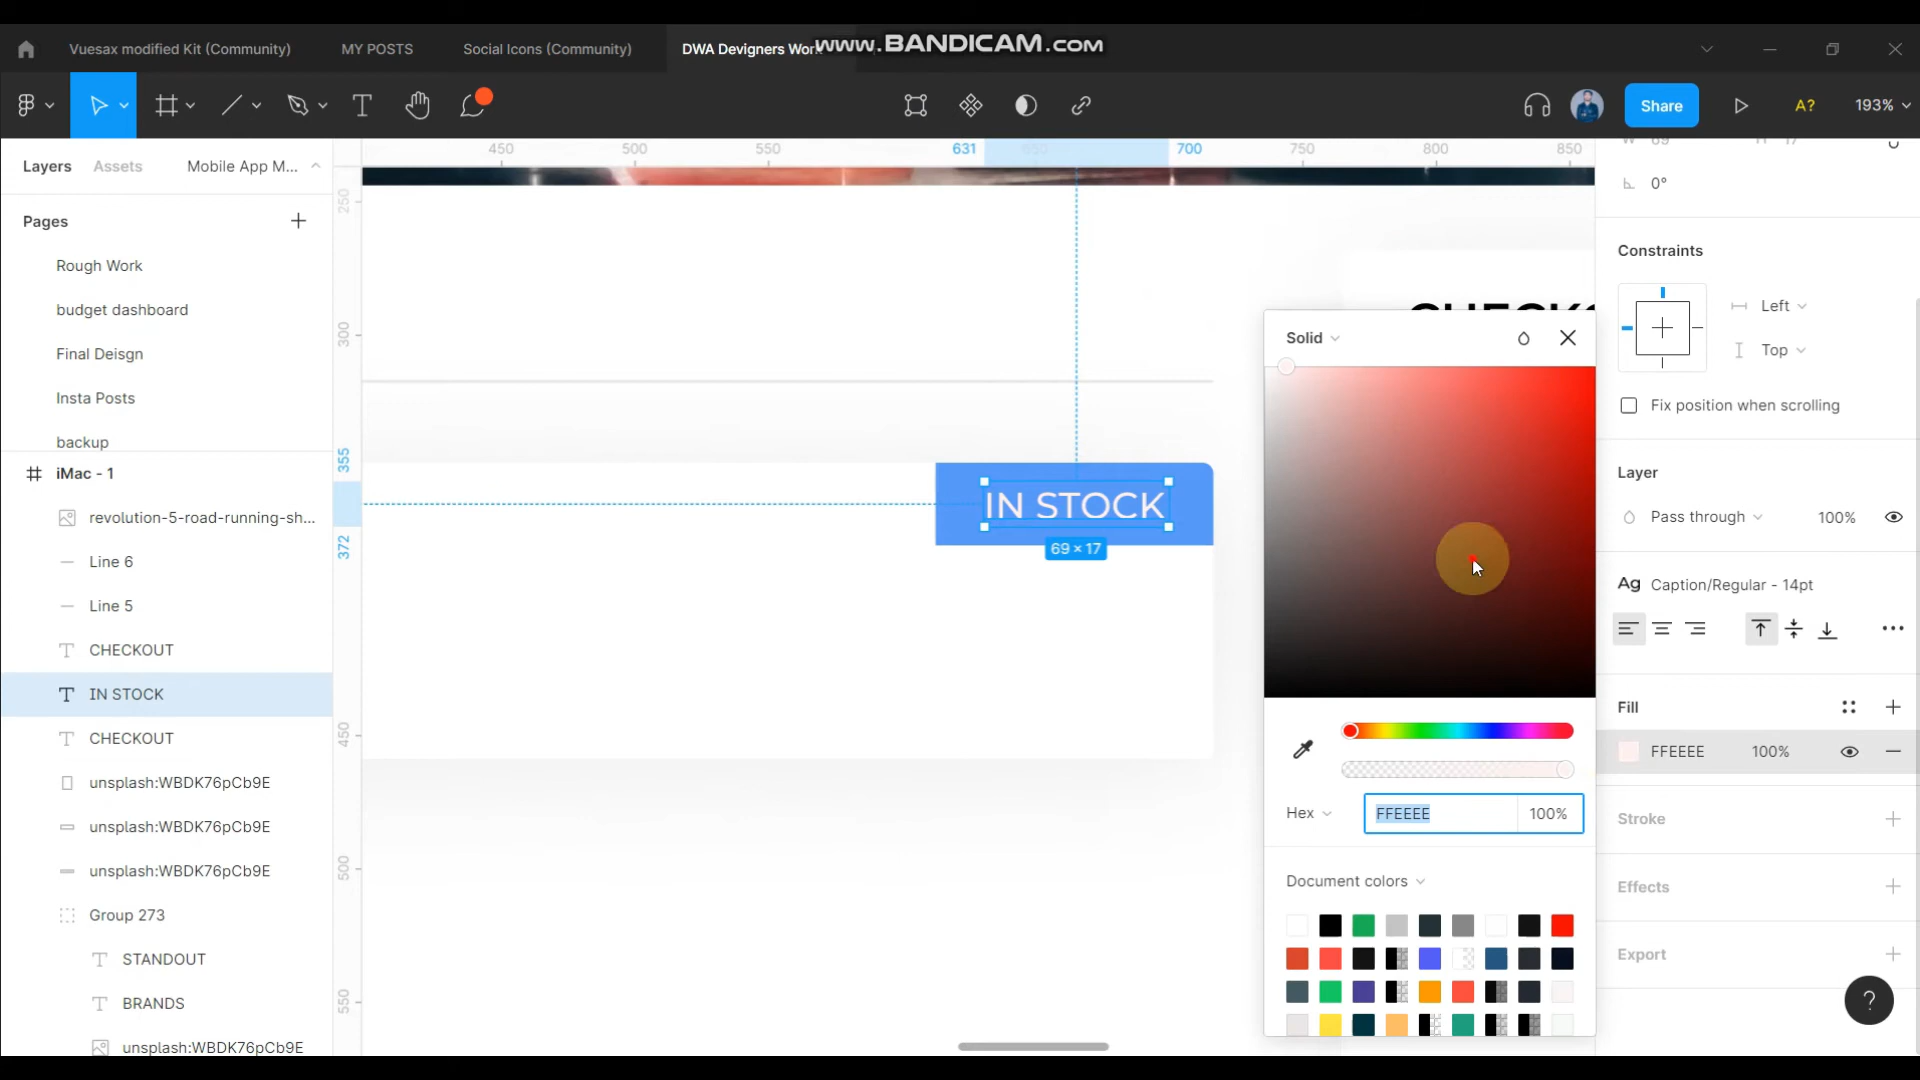 Vuesax modified Kit (Community)
MY POSTS
Social Icons (Community)
DWA Devigners Wor
www.BANDICAM.com
Share
A?
193%
Layers
Assets
Mobile App M...
450
500
550
631
700
750
800
850
W 69
H 17
0°
Pages
Rough Work
budget dashboard
Final Deisgn
Insta Posts
backup
iMac - 1
revolution-5-road-running-sh...
Line 6
Line 5
CHECKOUT
IN STOCK
CHECKOUT
unsplash:WBDK76pCb9E
unsplash:WBDK76pCb9E
unsplash:WBDK76pCb9E
Group 273
STANDOUT
BRANDS
unsplash:WBDK76pCb9E
250
300
355
372
450
500
550
IN STOCK
69 × 17
Solid
Hex
FFEEEE
100%
Document colors
Constraints
Left
Top
Fix position when scrolling
Layer
Pass through
100%
Ag
Caption/Regular - 14pt
Fill
FFEEEE
100%
Stroke
Effects
Export
?